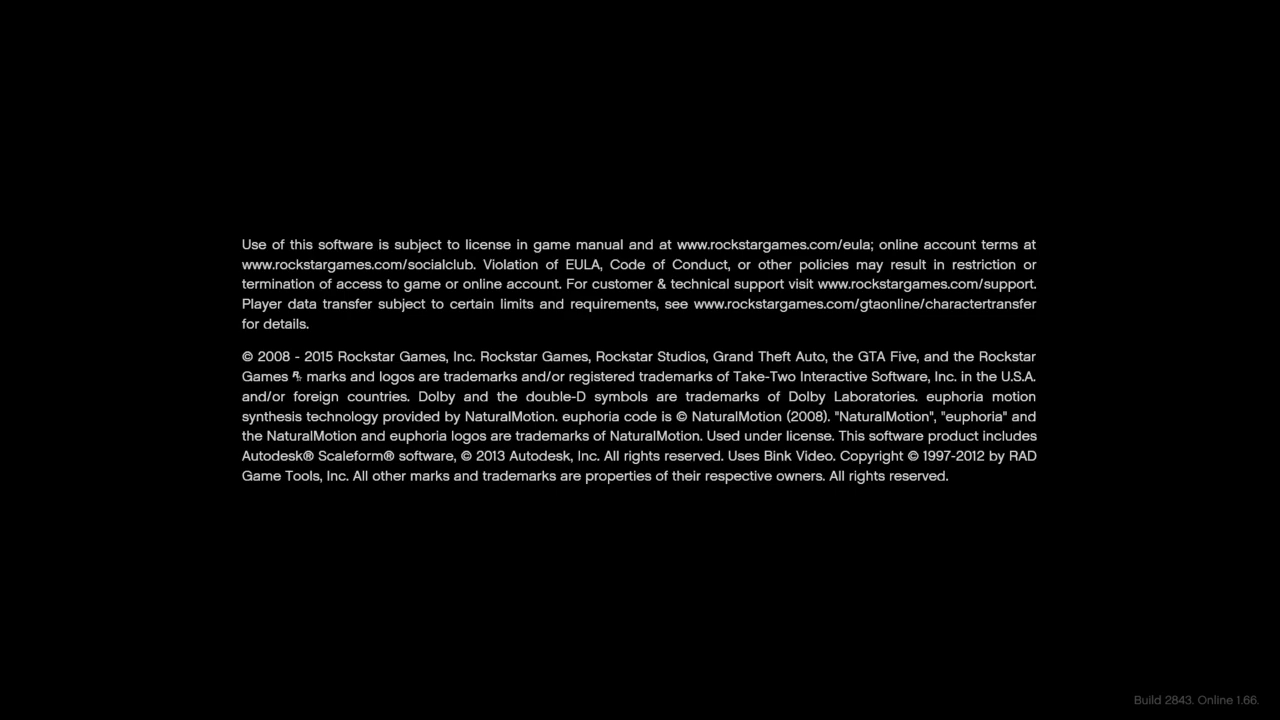 Use of this software is subject to license in game manual and at www.rockstargames.com/eula; online account terms at
www.rockstargames.com/socialclub. Violation of EULA, Code of Conduct, or other policies may result in restriction or
termination of access to game or online account. For customer & technical support visit www.rockstargames.com/support.
Player data transfer subject to certain limits and requirements, see www.rockstargames.com/gtaonline/charactertransfer
for details.
© 2008 - 2015 Rockstar Games, Inc. Rockstar Games, Rockstar Studios, Grand Theft Auto, the GTA Five, and the Rockstar
Games R* marks and logos are trademarks and/or registered trademarks of Take-Two Interactive Software, Inc. in the U.S.A.
and/or foreign countries. Dolby and the double-D symbols are trademarks of Dolby Laboratories. euphoria motion
synthesis technology provided by NaturalMotion. euphoria code is © NaturalMotion (2008). "NaturalMotion", "euphoria" and
the NaturalMotion and euphoria logos are trademarks of NaturalMotion. Used under license. This software product includes
Autodesk® Scaleform® software, © 2013 Autodesk, Inc. All rights reserved. Uses Bink Video. Copyright © 1997-2012 by RAD
Game Tools, Inc. All other marks and trademarks are properties of their respective owners. All rights reserved.
Build 2843. Online 1.66.